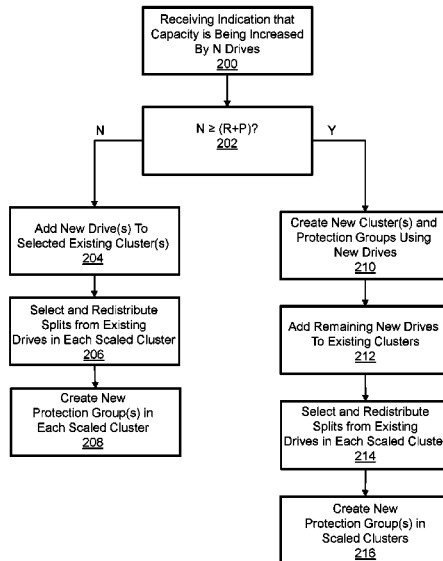 Receiving Indication that
Capacity is Being Increased
By N Drives
200
N ≥ (R+P)?
202
N
Y
Add New Drive(s) To
Selected Existing Cluster(s)
204
Select and Redistribute
Splits from Existing
Drives in Each Scaled Cluster
206
Create New
Protection Group(s) in
Each Scaled Cluster
208
Create New Cluster(s) and
Protection Groups Using
New Drives
210
Add Remaining New Drives
To Existing Clusters
212
Select and Redistribute
Splits from Existing
Drives in Each Scaled Cluster
214
Create New
Protection Group(s) in
Scaled Clusters
216